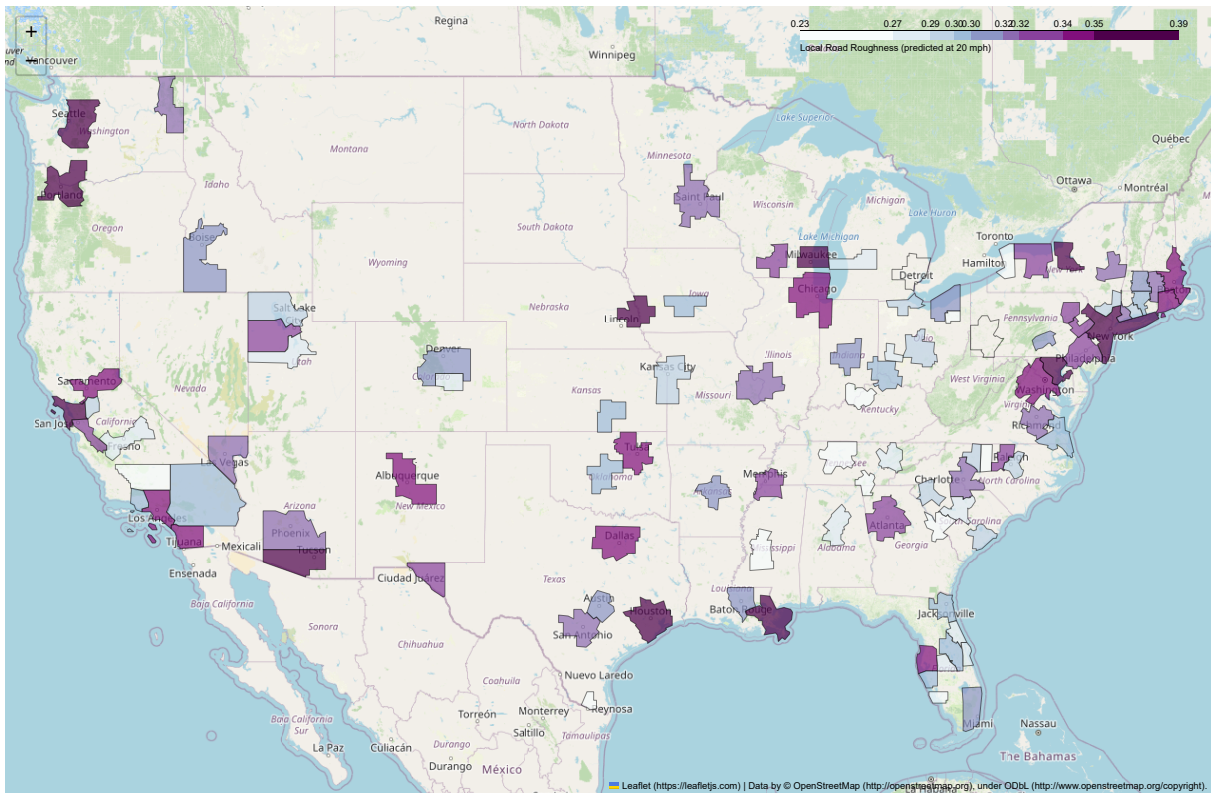 0.23 0.27 0.29 0.30 0.30 0.32 0.32 0.34 0.35 0.39
Local Road Roughness (predicted at 20 mph)
+
−
Regina
Winnipeg
Vancouver
Lake Superior
Québec
Seattle
Washington
North Dakota
Montana
Minnesota
Ottawa
Montréal
Idaho
Portland
Saint Paul
Wisconsin
Michigan
Lake Huron
Oregon
South Dakota
Toronto
Boise
Lake Michigan
Wyoming
Milwaukee
Hamilton
New York
Detroit
Chicago
Boston
Iowa
Nebraska
Salt Lake
City
Lincoln
Pennsylvania
New York
Utah
Denver
Colorado
Illinois
Indiana
Ohio
Philadelphia
Kansas City
Sacramento
Nevada
Kansas
Missouri
West Virginia
Washington
Kentucky
Virginia
San Jose
California
Richmond
Fresno
Tulsa
Las Vegas
Tennessee
Raleigh
Albuquerque
Oklahoma
Memphis
Charlotte
North Carolina
Arkansas
Arizona
New Mexico
Los Angeles
South Carolina
Phoenix
Atlanta
Tijuana
Mexicali
Dallas
Mississippi
Alabama
Georgia
Tucson
Ensenada
Ciudad Juárez
Texas
Louisiana
Baja California
Austin
Baton Rouge
Jacksonville
Houston
Sonora
San Antonio
Chihuahua
Nuevo Laredo
Coahuila
Reynosa
Torreón
Monterrey
Miami
Nassau
Baja California
Sur
Saltillo
Tamaulipas
La Paz
Culiacán
Durango
The Bahamas
Durango
México
La Habana
Leaflet (https://leafletjs.com) | Data by © OpenStreetMap (http://openstreetmap.org), under ODbL (http://www.openstreetmap.org/copyright).